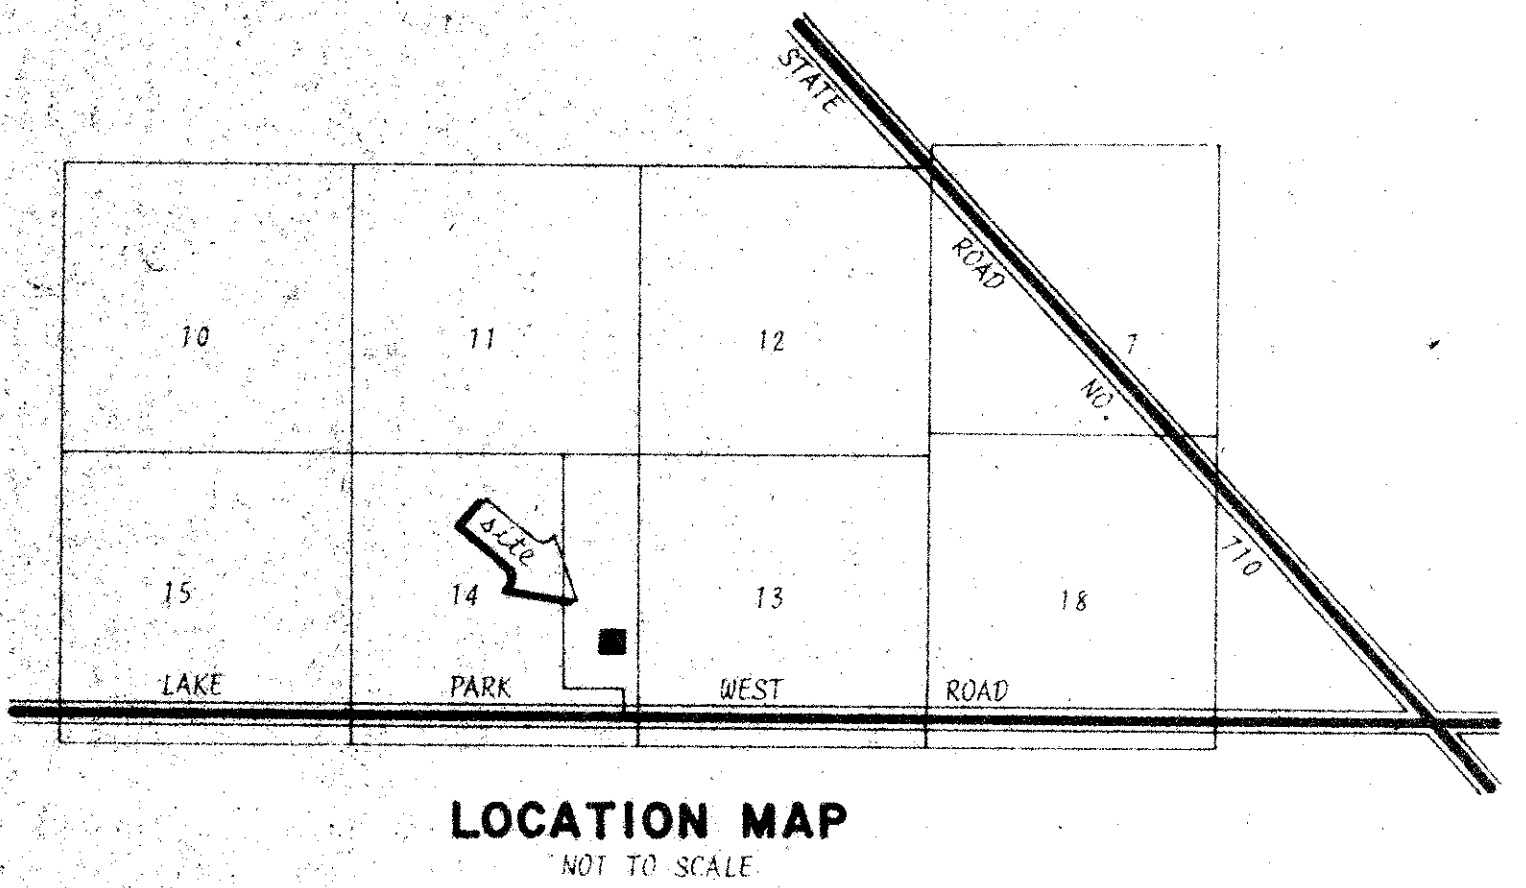 STATE
ROAD
NO.
710
10
11
12
7
site
15
14
13
18
LAKE PARK WEST ROAD
LOCATION MAP
NOT TO SCALE